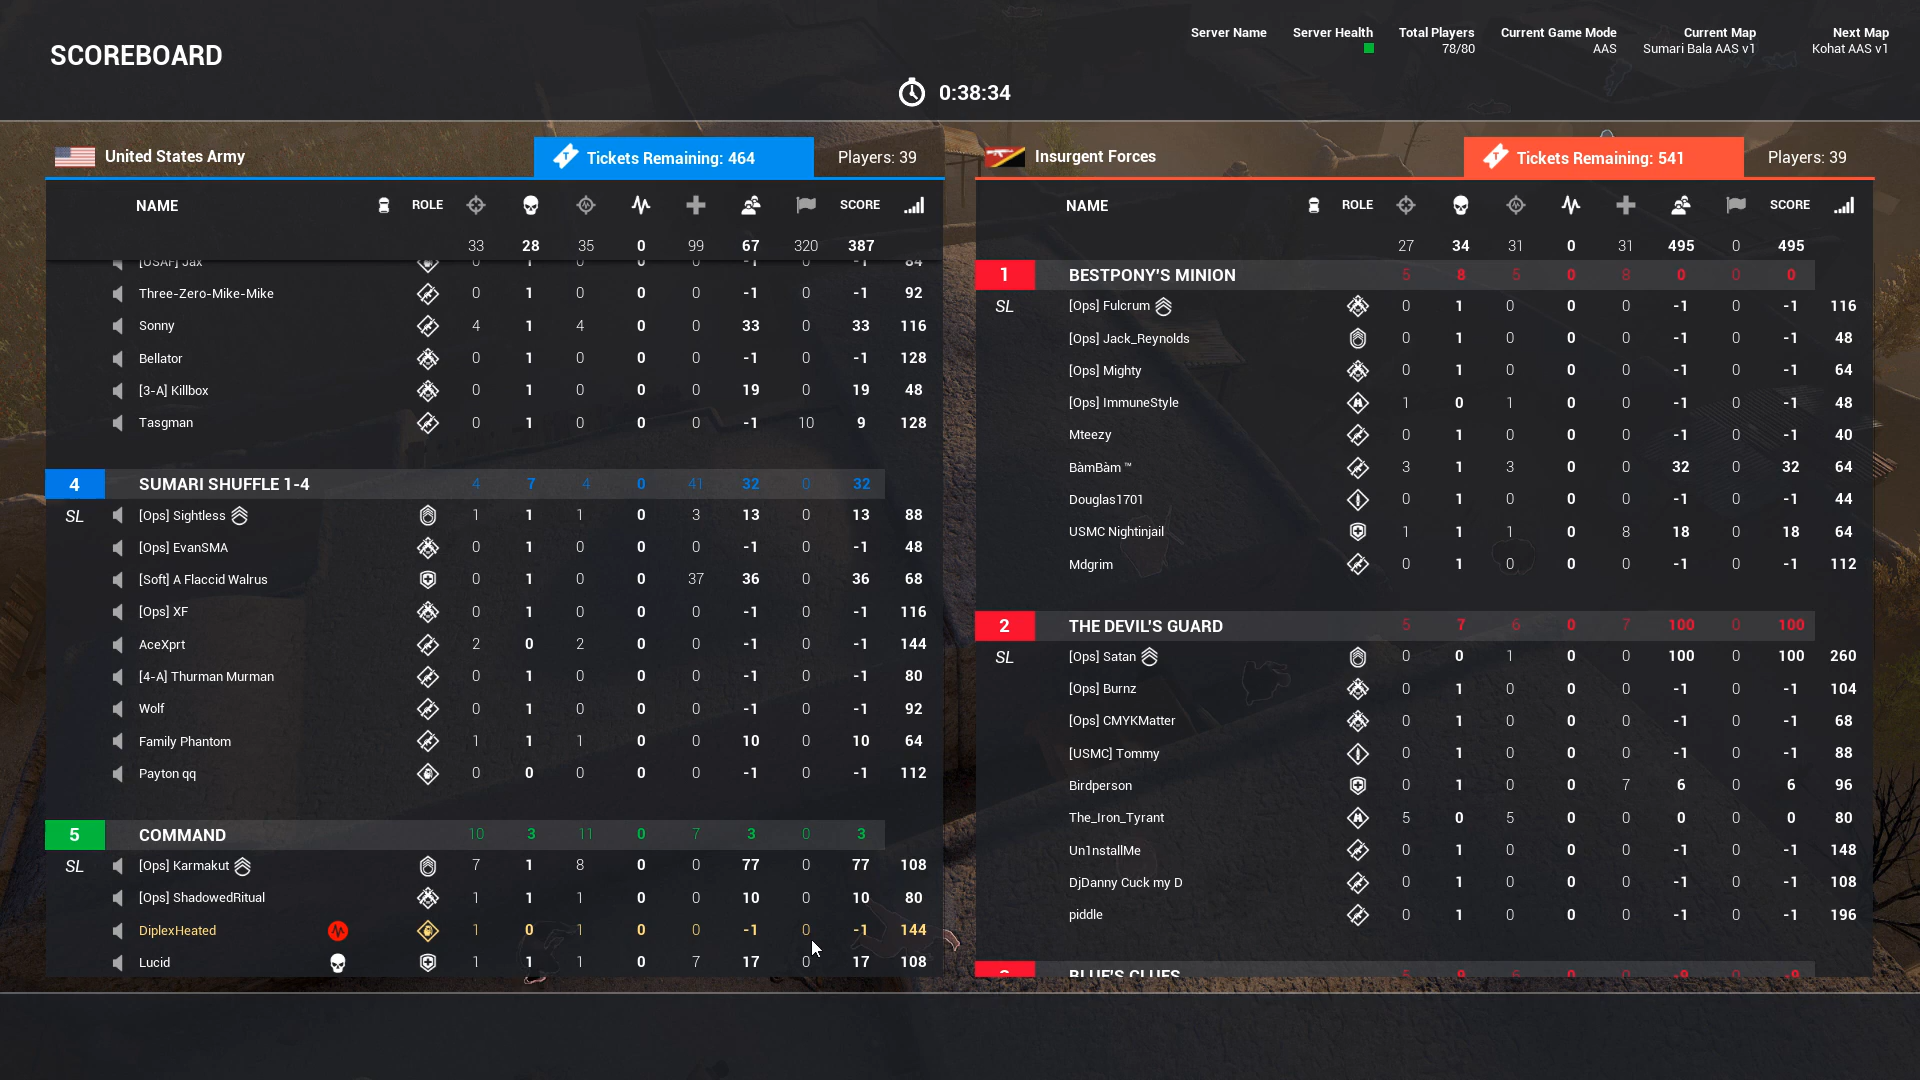 SCOREBOARD
Server Name Server Health Total Players Current Game Mode Current Map Next Map
78/80 AAS Sumari Bala AAS v1 Kohat AAS v1
0:38:34
United States Army Tickets Remaining: 464 Players: 39
NAME ROLE SCORE
33 28 35 0 99 67 320 387
[USAF] Jax 0 1 0 0 0 -1 0 -1 84
Three-Zero-Mike-Mike 0 1 0 0 0 -1 0 -1 92
Sonny 4 1 4 0 0 33 0 33 116
Bellator 0 1 0 0 0 -1 0 -1 128
[3-A] Killbox 0 1 0 0 0 19 0 19 48
Tasgman 0 1 0 0 0 -1 10 9 128
4 SUMARI SHUFFLE 1-4 4 7 4 0 41 32 0 32
SL [Ops] Sightless 1 1 1 0 3 13 0 13 88
[Ops] EvanSMA 0 1 0 0 0 -1 0 -1 48
[Soft] A Flaccid Walrus 0 1 0 0 37 36 0 36 68
[Ops] XF 0 1 0 0 0 -1 0 -1 116
AceXprt 2 0 2 0 0 -1 0 -1 144
[4-A] Thurman Murman 0 1 0 0 0 -1 0 -1 80
Wolf 0 1 0 0 0 -1 0 -1 92
Family Phantom 1 1 1 0 0 10 0 10 64
Payton qq 0 0 0 0 0 -1 0 -1 112
5 COMMAND 10 3 11 0 7 3 0 3
SL [Ops] Karmakut 7 1 8 0 0 77 0 77 108
[Ops] ShadowedRitual 1 1 1 0 0 10 0 10 80
DiplexHeated 1 0 1 0 0 -1 0 -1 144
Lucid 1 1 1 0 7 17 0 17 108
Insurgent Forces Tickets Remaining: 541 Players: 39
NAME ROLE SCORE
27 34 31 0 31 495 0 495
1 BESTPONY'S MINION 5 8 5 0 8 0 0 0
SL [Ops] Fulcrum 0 1 0 0 0 -1 0 -1 116
[Ops] Jack_Reynolds 0 1 0 0 0 -1 0 -1 48
[Ops] Mighty 0 1 0 0 0 -1 0 -1 64
[Ops] ImmuneStyle 1 0 1 0 0 -1 0 -1 48
Mteezy 0 1 0 0 0 -1 0 -1 40
BàmBàm ™ 3 1 3 0 0 32 0 32 64
Douglas1701 0 1 0 0 0 -1 0 -1 44
USMC Nightinjail 1 1 1 0 8 18 0 18 64
Mdgrim 0 1 0 0 0 -1 0 -1 112
2 THE DEVIL'S GUARD 5 7 6 0 7 100 0 100
SL [Ops] Satan 0 0 1 0 0 100 0 100 260
[Ops] Burnz 0 1 0 0 0 -1 0 -1 104
[Ops] CMYKMatter 0 1 0 0 0 -1 0 -1 68
[USMC] Tommy 0 1 0 0 0 -1 0 -1 88
Birdperson 0 1 0 0 7 6 0 6 96
The_Iron_Tyrant 5 0 5 0 0 0 0 0 80
Un1nstallMe 0 1 0 0 0 -1 0 -1 148
DjDanny Cuck my D 0 1 0 0 0 -1 0 -1 108
piddle 0 1 0 0 0 -1 0 -1 196
BLUE'S CLUES 5 9 6 0 0 -9 0 -9